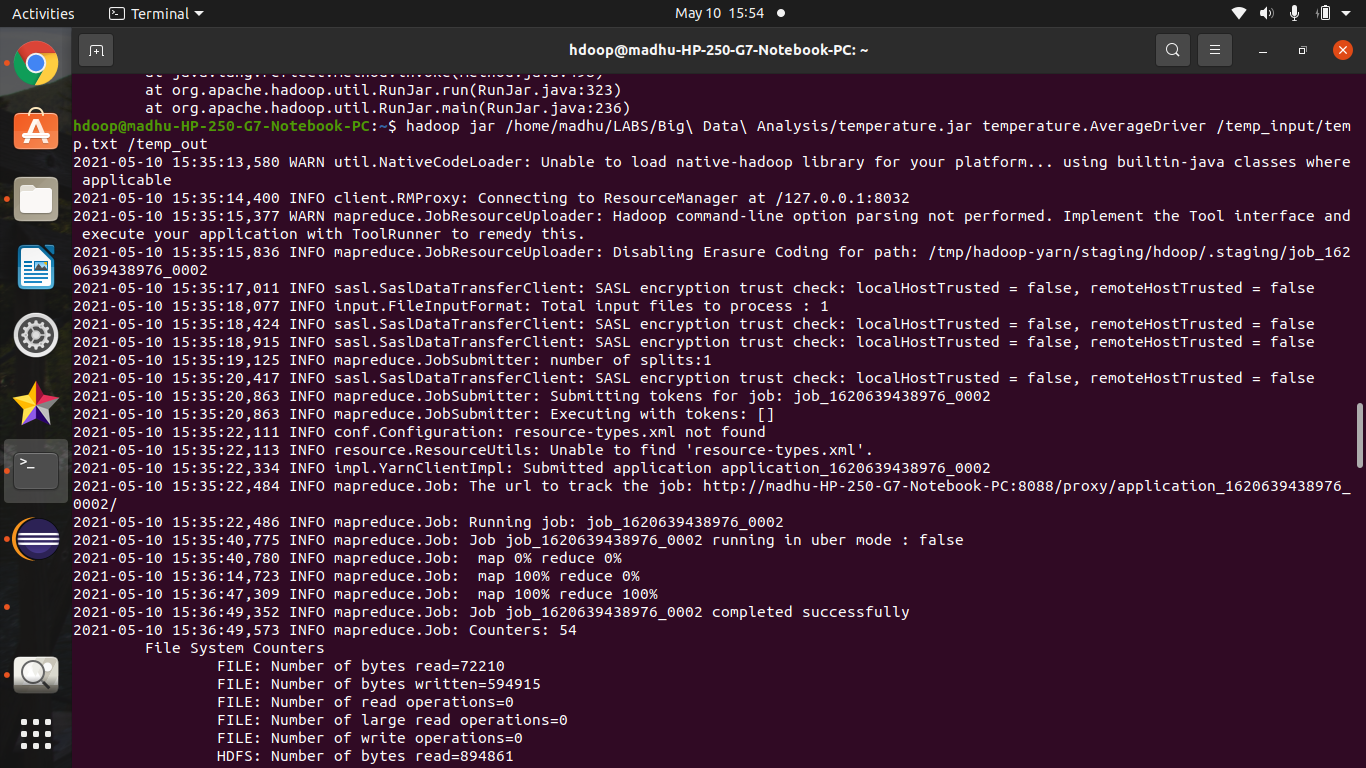 Activities Terminal May 10 15:54
hdoop@madhu-HP-250-G7-Notebook-PC: ~
at java.lang.reflect.Method.invoke(Method.java:498)
at org.apache.hadoop.util.RunJar.run(RunJar.java:323)
at org.apache.hadoop.util.RunJar.main(RunJar.java:236)
hdoop@madhu-HP-250-G7-Notebook-PC:~$ hadoop jar /home/madhu/LABS/Big\ Data\ Analysis/temperature.jar temperature.AverageDriver /temp_input/tem
p.txt /temp_out
2021-05-10 15:35:13,580 WARN util.NativeCodeLoader: Unable to load native-hadoop library for your platform... using builtin-java classes where
applicable
2021-05-10 15:35:14,400 INFO client.RMProxy: Connecting to ResourceManager at /127.0.0.1:8032
2021-05-10 15:35:15,377 WARN mapreduce.JobResourceUploader: Hadoop command-line option parsing not performed. Implement the Tool interface and
execute your application with ToolRunner to remedy this.
2021-05-10 15:35:15,836 INFO mapreduce.JobResourceUploader: Disabling Erasure Coding for path: /tmp/hadoop-yarn/staging/hdoop/.staging/job_162
0639438976_0002
2021-05-10 15:35:17,011 INFO sasl.SaslDataTransferClient: SASL encryption trust check: localHostTrusted = false, remoteHostTrusted = false
2021-05-10 15:35:18,077 INFO input.FileInputFormat: Total input files to process : 1
2021-05-10 15:35:18,424 INFO sasl.SaslDataTransferClient: SASL encryption trust check: localHostTrusted = false, remoteHostTrusted = false
2021-05-10 15:35:18,915 INFO sasl.SaslDataTransferClient: SASL encryption trust check: localHostTrusted = false, remoteHostTrusted = false
2021-05-10 15:35:19,125 INFO mapreduce.JobSubmitter: number of splits:1
2021-05-10 15:35:20,417 INFO sasl.SaslDataTransferClient: SASL encryption trust check: localHostTrusted = false, remoteHostTrusted = false
2021-05-10 15:35:20,863 INFO mapreduce.JobSubmitter: Submitting tokens for job: job_1620639438976_0002
2021-05-10 15:35:20,863 INFO mapreduce.JobSubmitter: Executing with tokens: []
2021-05-10 15:35:22,111 INFO conf.Configuration: resource-types.xml not found
2021-05-10 15:35:22,113 INFO resource.ResourceUtils: Unable to find 'resource-types.xml'.
2021-05-10 15:35:22,334 INFO impl.YarnClientImpl: Submitted application application_1620639438976_0002
2021-05-10 15:35:22,484 INFO mapreduce.Job: The url to track the job: http://madhu-HP-250-G7-Notebook-PC:8088/proxy/application_1620639438976_
0002/
2021-05-10 15:35:22,486 INFO mapreduce.Job: Running job: job_1620639438976_0002
2021-05-10 15:35:40,775 INFO mapreduce.Job: Job job_1620639438976_0002 running in uber mode : false
2021-05-10 15:35:40,780 INFO mapreduce.Job:  map 0% reduce 0%
2021-05-10 15:36:14,723 INFO mapreduce.Job:  map 100% reduce 0%
2021-05-10 15:36:47,309 INFO mapreduce.Job:  map 100% reduce 100%
2021-05-10 15:36:49,352 INFO mapreduce.Job: Job job_1620639438976_0002 completed successfully
2021-05-10 15:36:49,573 INFO mapreduce.Job: Counters: 54
File System Counters
FILE: Number of bytes read=72210
FILE: Number of bytes written=594915
FILE: Number of read operations=0
FILE: Number of large read operations=0
FILE: Number of write operations=0
HDFS: Number of bytes read=894861